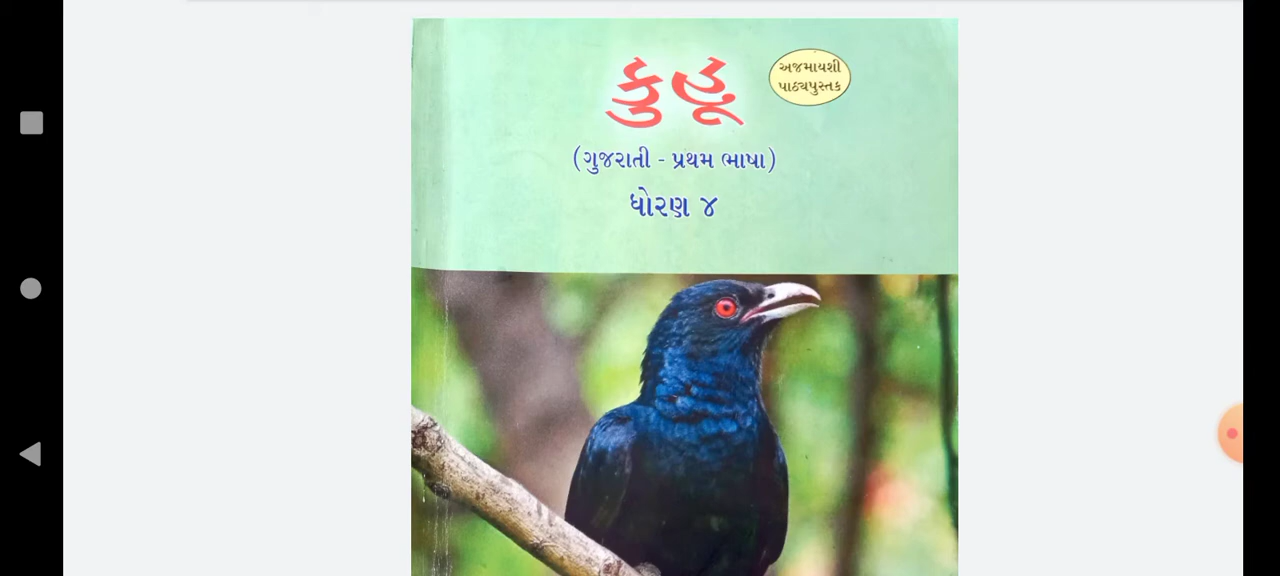 કુહૂ
અજમાયશી
પાઠ્યપુસ્તક
(ગુજરાતી - પ્રથમ ભાષા)
ધોરણ ૪